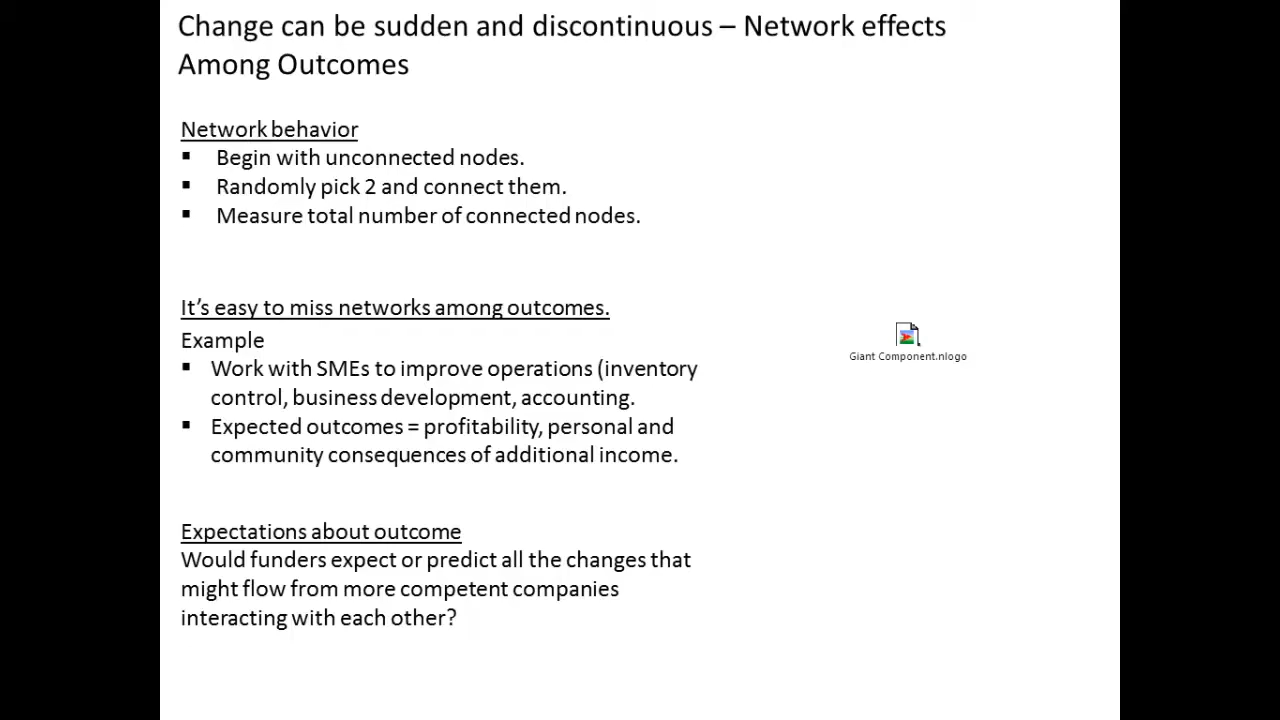 Change can be sudden and discontinuous – Network effects
Among Outcomes
Network behavior
▪ Begin with unconnected nodes.
▪ Randomly pick 2 and connect them.
▪ Measure total number of connected nodes.
It’s easy to miss networks among outcomes.
Example
▪ Work with SMEs to improve operations (inventory
control, business development, accounting.
▪ Expected outcomes = profitability, personal and
community consequences of additional income.
Giant Component.nlogo
Expectations about outcome
Would funders expect or predict all the changes that
might flow from more competent companies
interacting with each other?